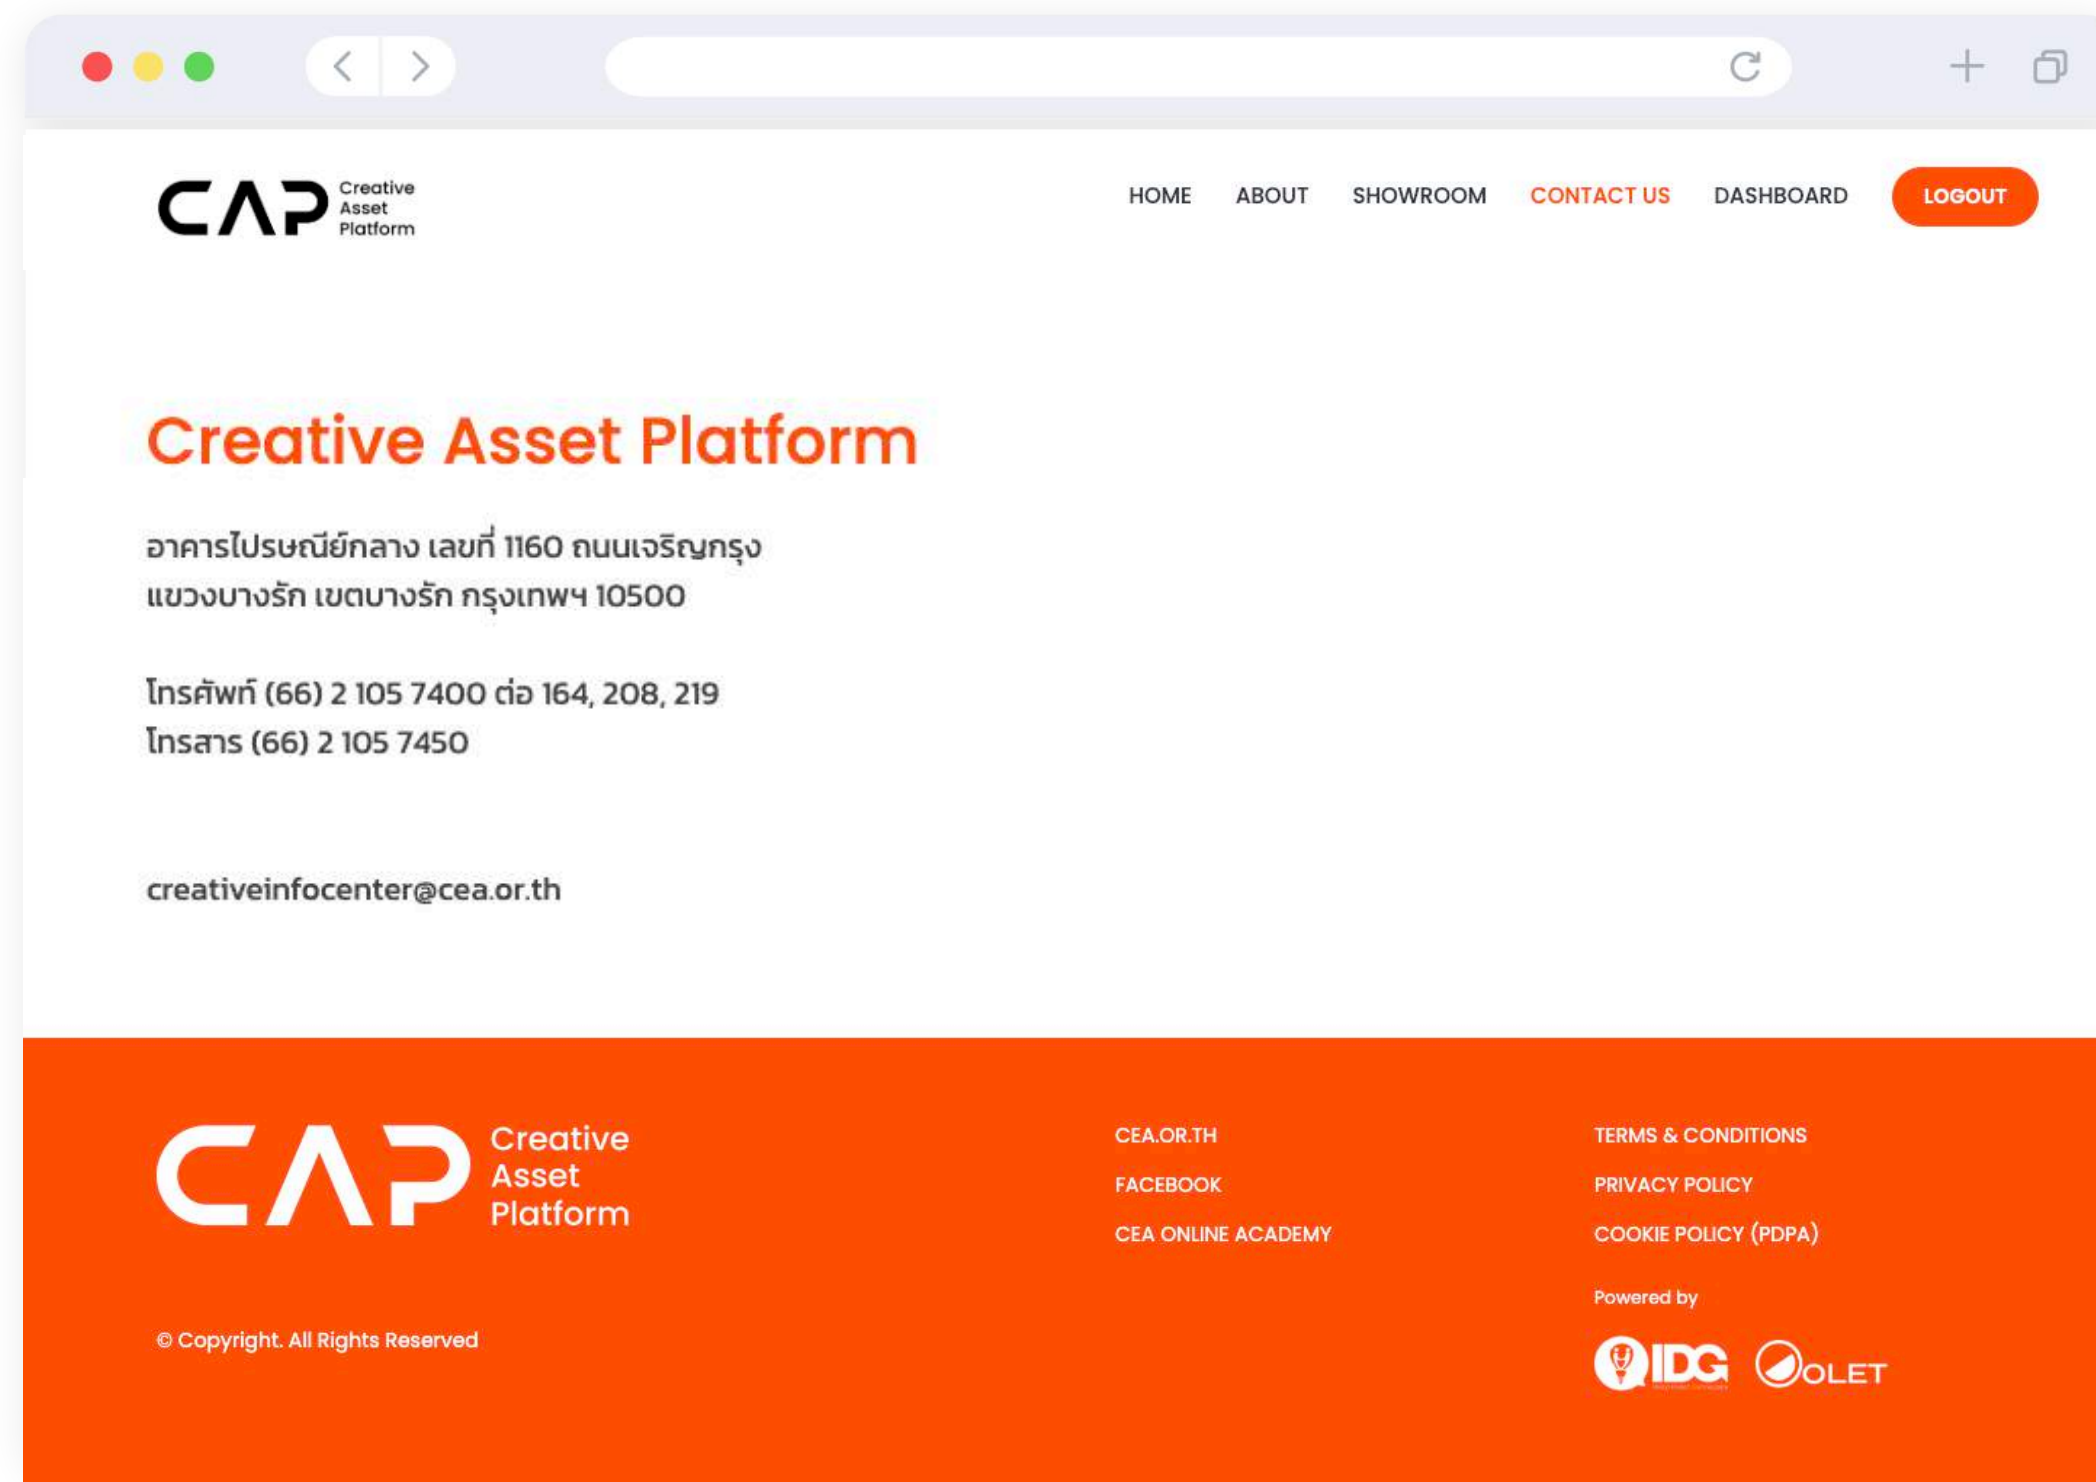 CAP Creative
Asset
Platform
HOME ABOUT SHOWROOM CONTACT US DASHBOARD LOGOUT
Creative Asset Platform
อาคารไปรษณีย์กลาง เลขที่ 1160 ถนนเจริญกรุง
แขวงบางรัก เขตบางรัก กรุงเทพฯ 10500
โทรศัพท์ (66) 2 105 7400 ต่อ 164, 208, 219
โทรสาร (66) 2 105 7450
creativeinfocenter@cea.or.th
CAP Creative
Asset
Platform
© Copyright. All Rights Reserved
CEA.OR.TH
FACEBOOK
CEA ONLINE ACADEMY
TERMS & CONDITIONS
PRIVACY POLICY
COOKIE POLICY (PDPA)
Powered by
IDG OLET